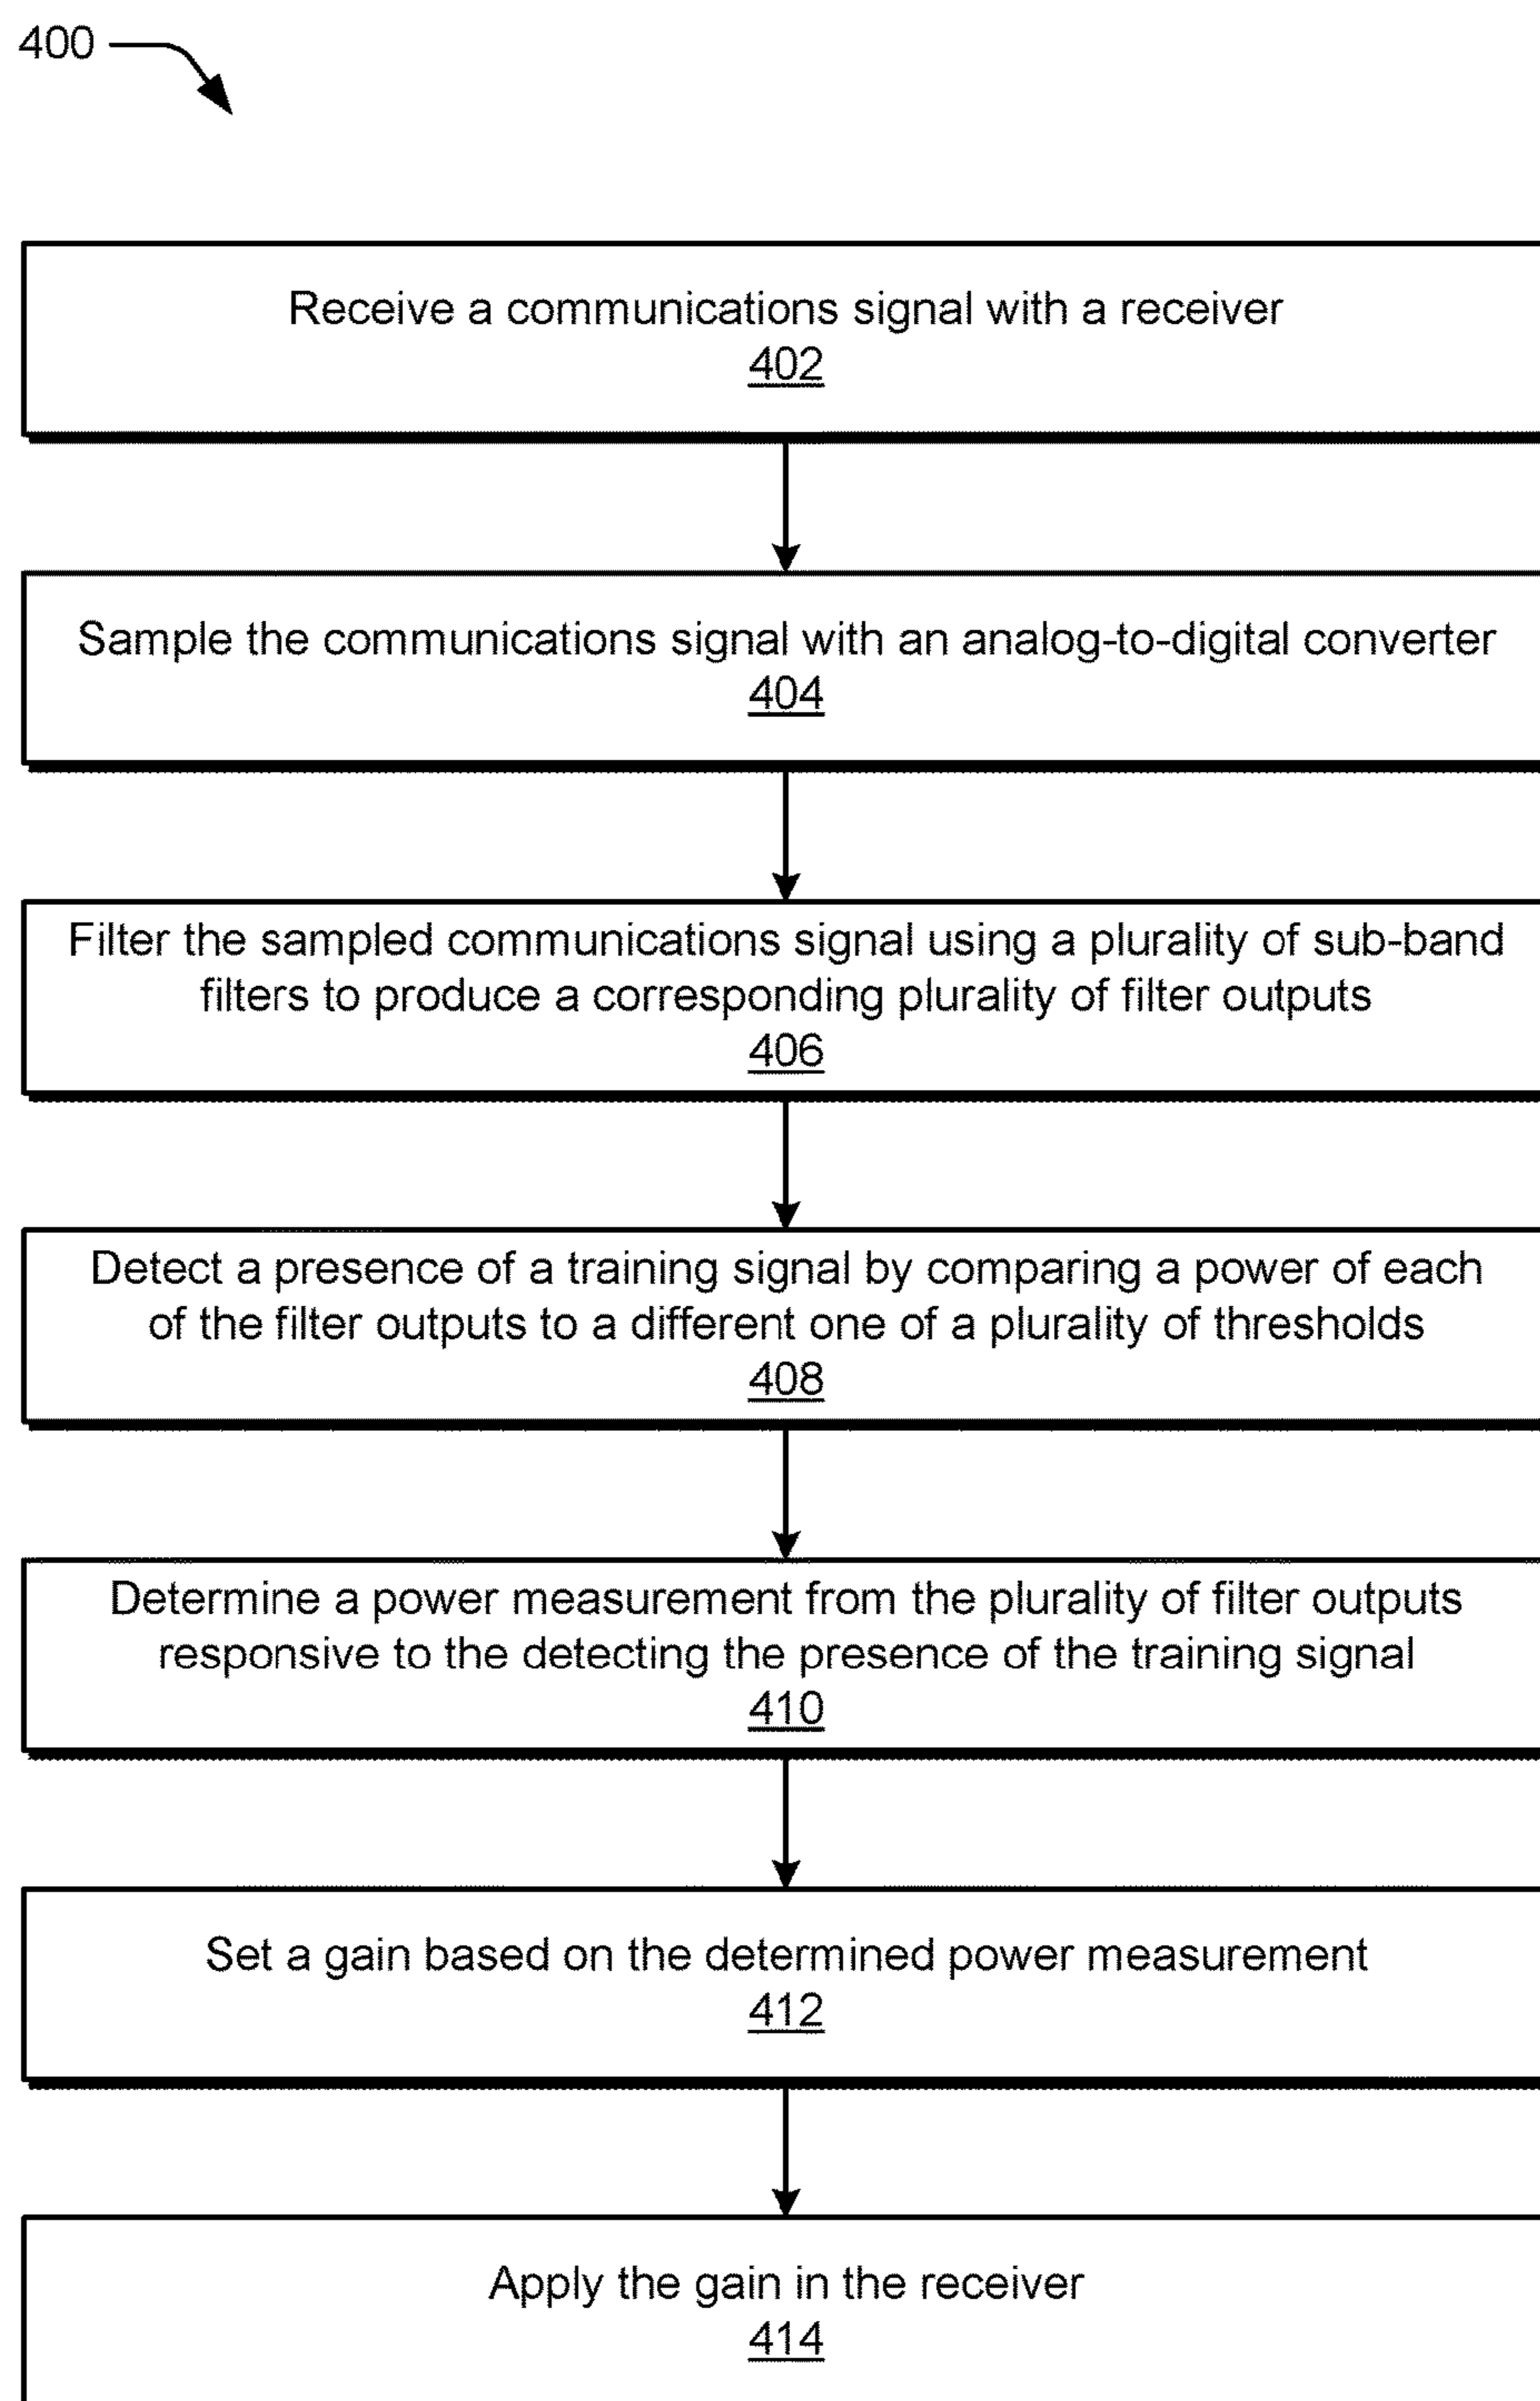 400
Receive a communications signal with a receiver
402
Sample the communications signal with an analog-to-digital converter
404
Filter the sampled communications signal using a plurality of sub-band
filters to produce a corresponding plurality of filter outputs
406
Detect a presence of a training signal by comparing a power of each
of the filter outputs to a different one of a plurality of thresholds
408
Determine a power measurement from the plurality of filter outputs
responsive to the detecting the presence of the training signal
410
Set a gain based on the determined power measurement
412
Apply the gain in the receiver
414